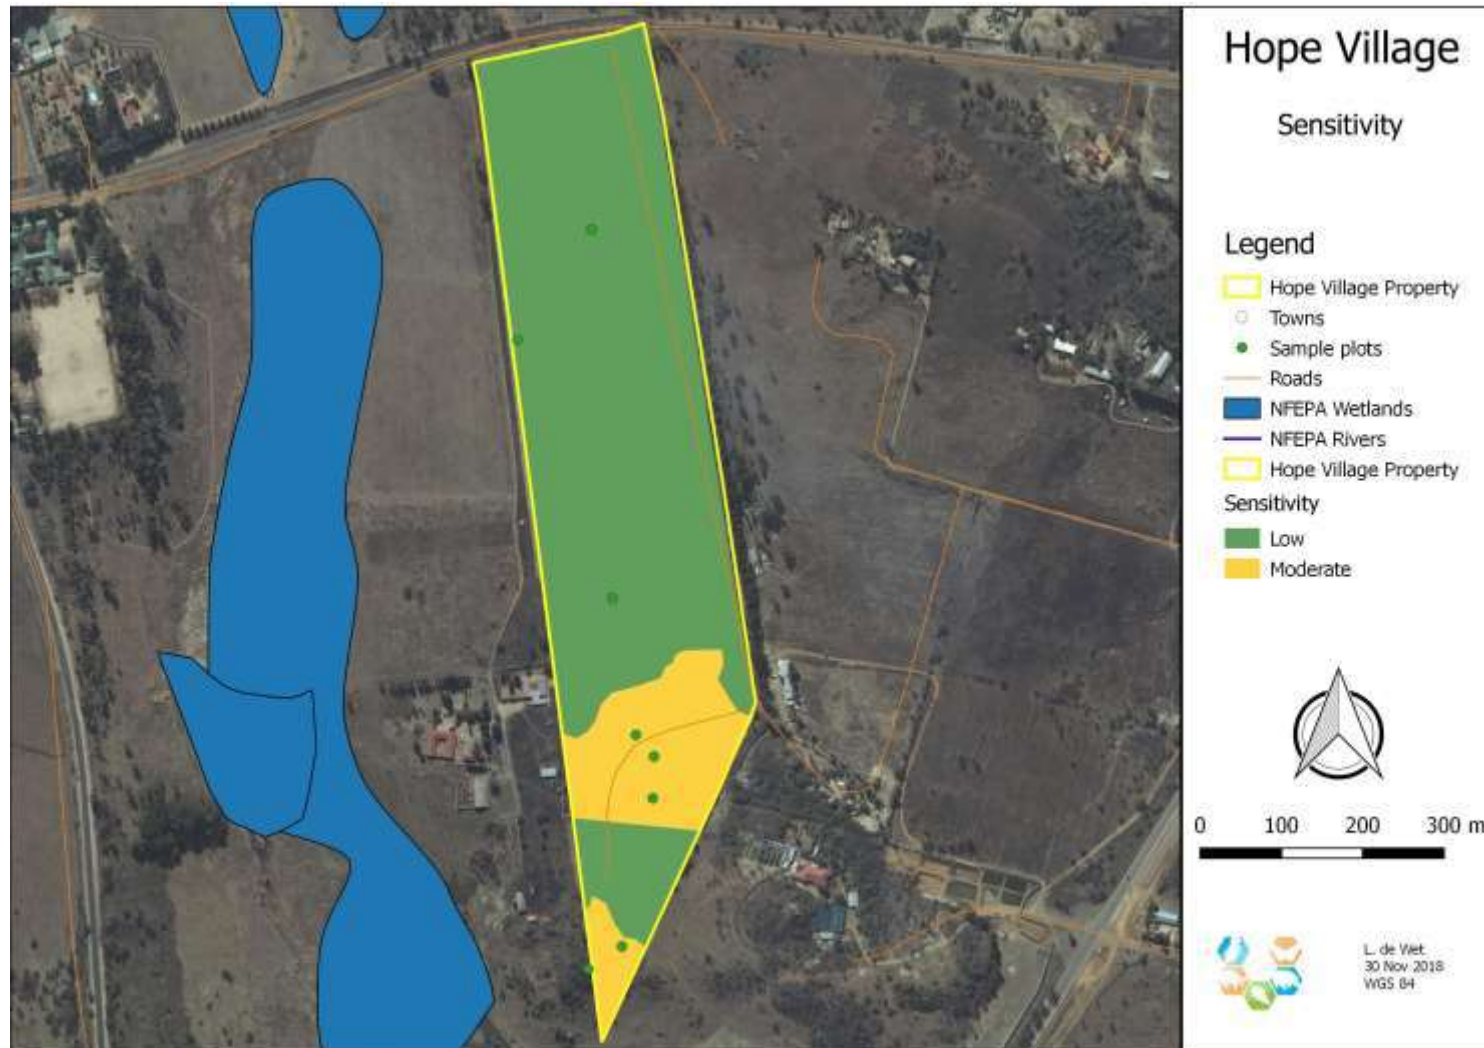 Hope Village
Sensitivity
Legend
Hope Village Property
Towns
Sample plots
Roads
NFEPA Wetlands
NFEPA Rivers
Hope Village Property
Sensitivity
Low
Moderate
0 100 200 300 m
L. de Wet
30 Nov 2018
WGS 84